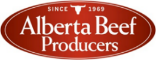 SINCE 1969
Alberta Beef
Producers